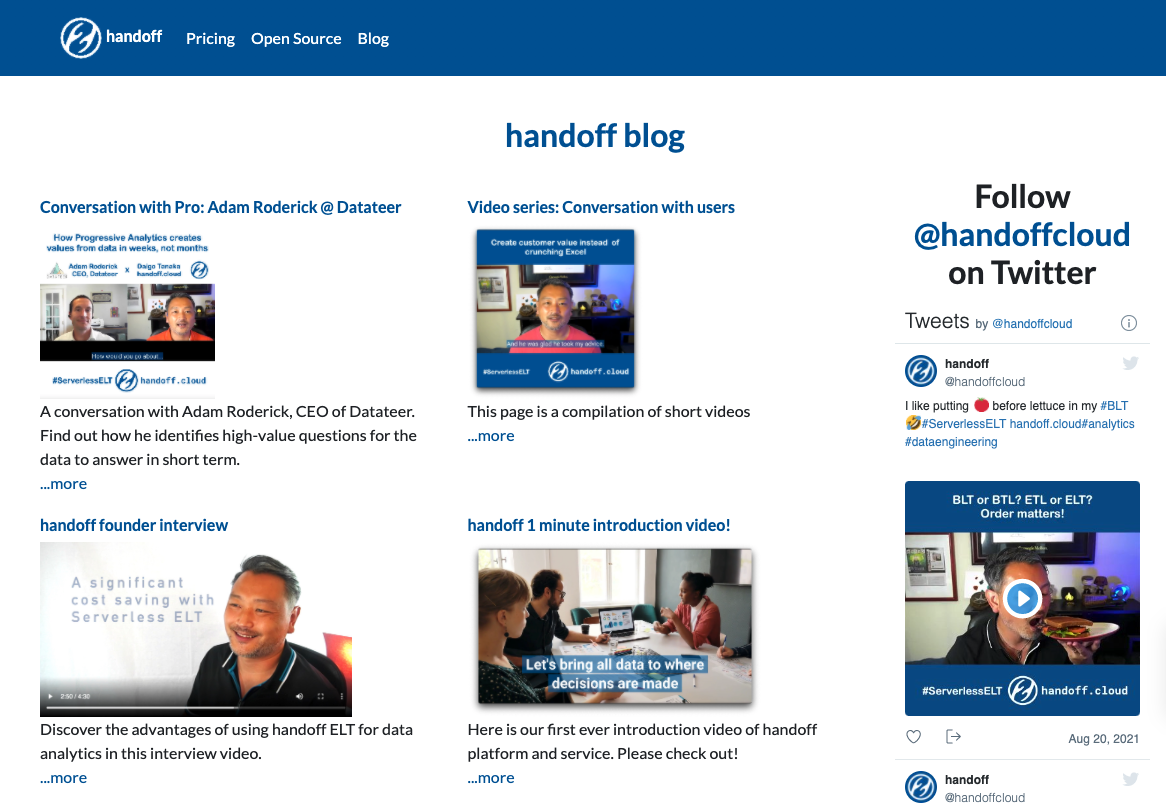 handoff
Pricing
Open Source
Blog
handoff blog
Conversation with Pro: Adam Roderick @ Datateer
How Progressive Analytics creates
values from data in weeks, not months
Adam Roderick
CEO, Datateer
x
Daigo Tanaka
handoff.cloud
How would you go about
#ServerlessELT
handoff.cloud
A conversation with Adam Roderick, CEO of Datateer.
Find out how he identifies high-value questions for the
data to answer in short term.
...more
Video series: Conversation with users
Create customer value instead of
crunching Excel
And he was glad he took my advice
#ServerlessELT
handoff.cloud
This page is a compilation of short videos
...more
handoff founder interview
A significant
cost saving with
Serverless ELT
2:50 / 4:30
Discover the advantages of using handoff ELT for data
analytics in this interview video.
...more
handoff 1 minute introduction video!
Let's bring all data to where
decisions are made
Here is our first ever introduction video of handoff
platform and service. Please check out!
...more
Follow
@handoffcloud
on Twitter
Tweets by @handoffcloud
handoff
@handoffcloud
I like putting 🍅 before lettuce in my #BLT
🤣#ServerlessELT handoff.cloud#analytics
#dataengineering
BLT or BTL? ETL or ELT?
Order matters!
#ServerlessELT
handoff.cloud
Aug 20, 2021
handoff
@handoffcloud